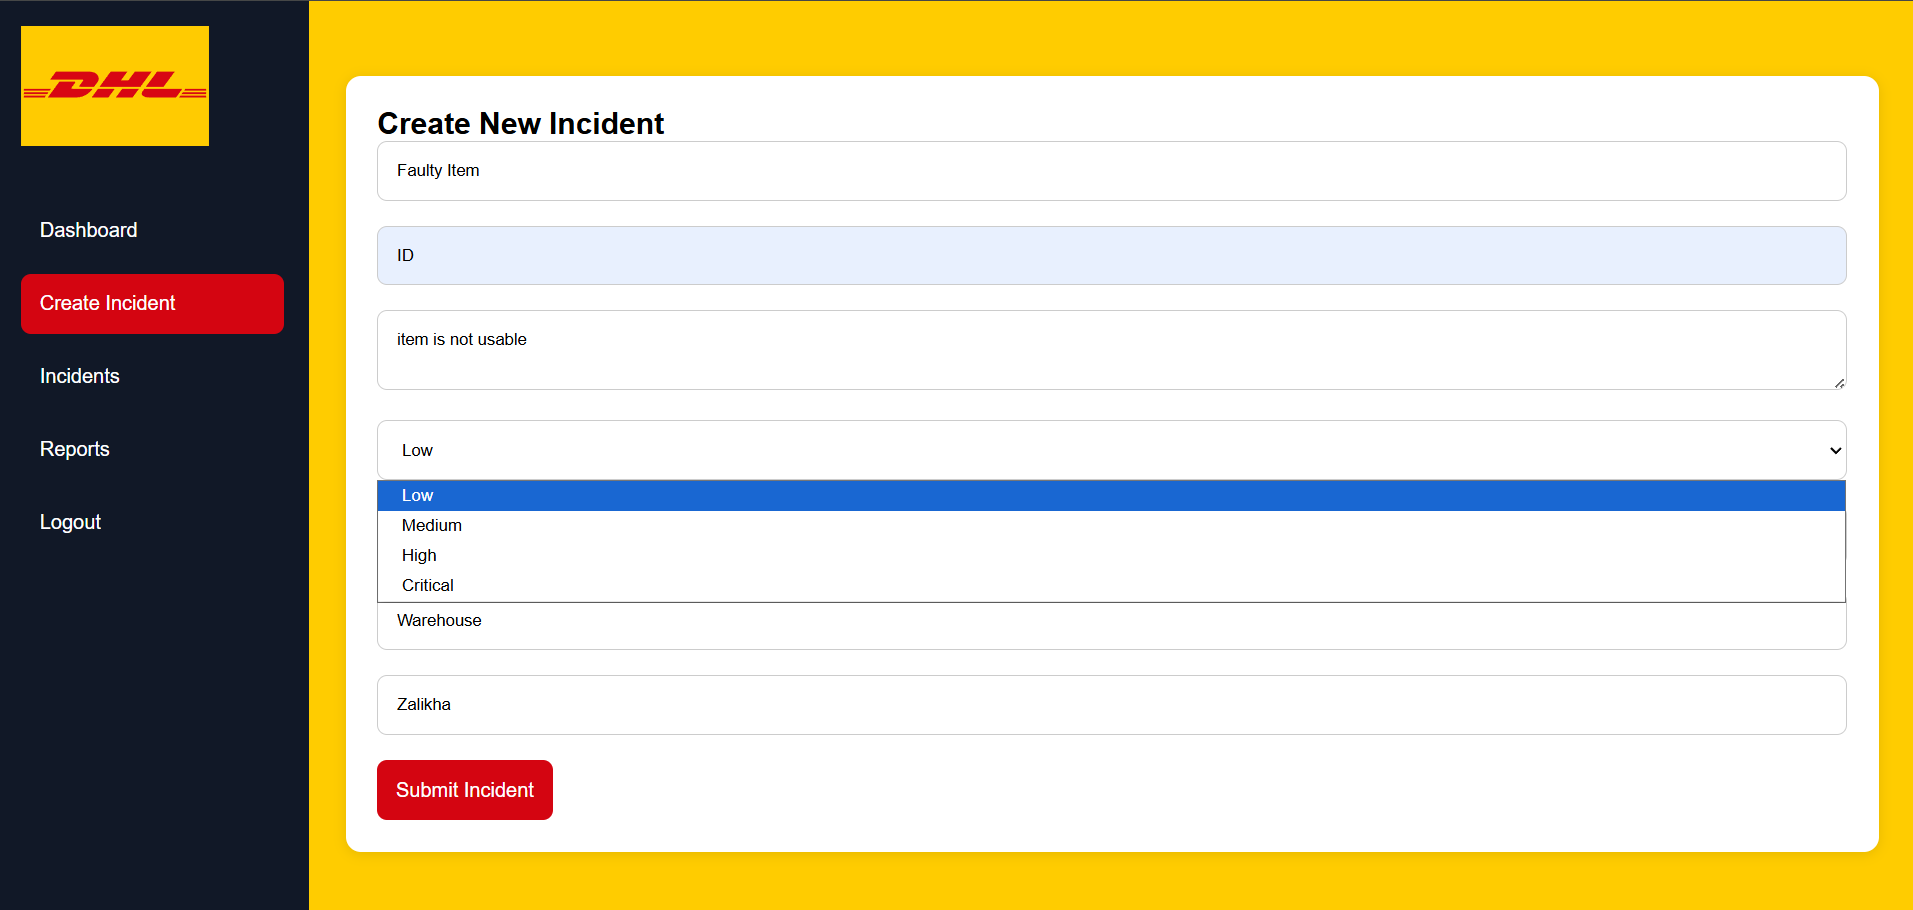 DHL
Dashboard
Create Incident
Incidents
Reports
Logout
Create New Incident
Faulty Item
ID
item is not usable
Low
Low
Medium
High
Critical
Warehouse
Zalikha
Submit Incident